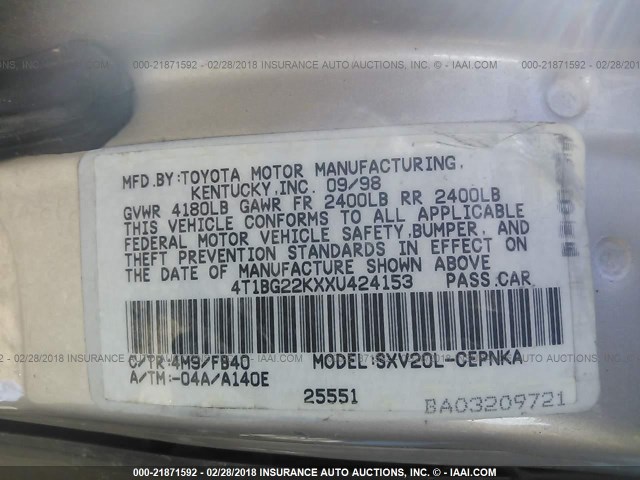 000-21871592 - 02/28/2018 INSURANCE AUTO AUCTIONS, INC. - © IAAI.COM
MFD.BY:TOYOTA MOTOR MANUFACTURING,
KENTUCKY,INC. 09/98
GVWR 4180LB GAWR FR 2400LB RR 2400LB
THIS VEHICLE CONFORMS TO ALL APPLICABLE
FEDERAL MOTOR VEHICLE SAFETY,BUMPER, AND
THEFT PREVENTION STANDARDS IN EFFECT ON
THE DATE OF MANUFACTURE SHOWN ABOVE
4T1BG22KXXU424153 PASS.CAR
C/TR:4M9/FB40 MODEL:SXV20L-CEPNKA
A/TM:-04A/A140E
25551 BA03209721
000-21871592 - 02/28/2018 INSURANCE AUTO AUCTIONS, INC. - © IAAI.COM